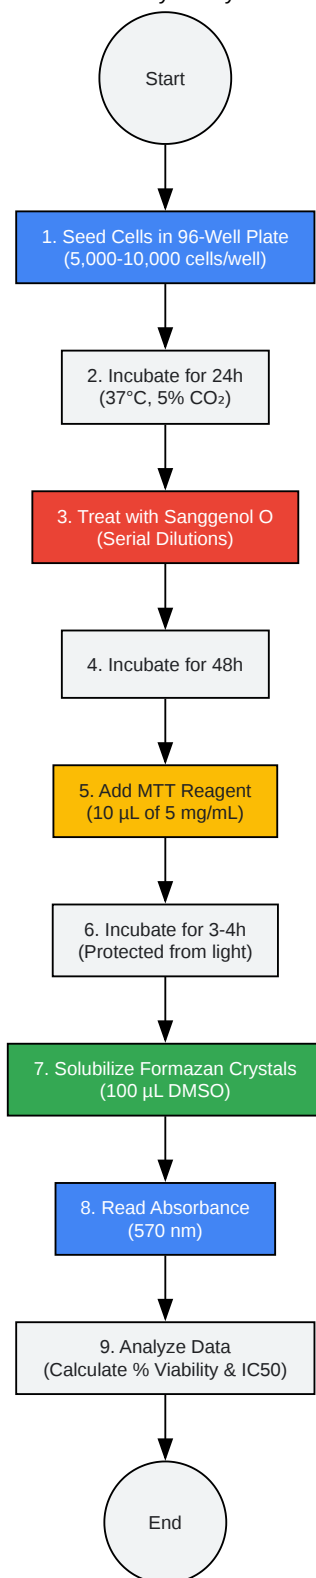 Start
1. Seed Cells in 96-Well Plate
(5,000-10,000 cells/well)
2. Incubate for 24h
(37°C, 5% CO₂)
3. Treat with Sanggenol O
(Serial Dilutions)
4. Incubate for 48h
5. Add MTT Reagent
(10 µL of 5 mg/mL)
6. Incubate for 3-4h
(Protected from light)
7. Solubilize Formazan Crystals
(100 µL DMSO)
8. Read Absorbance
(570 nm)
9. Analyze Data
(Calculate % Viability & IC50)
End